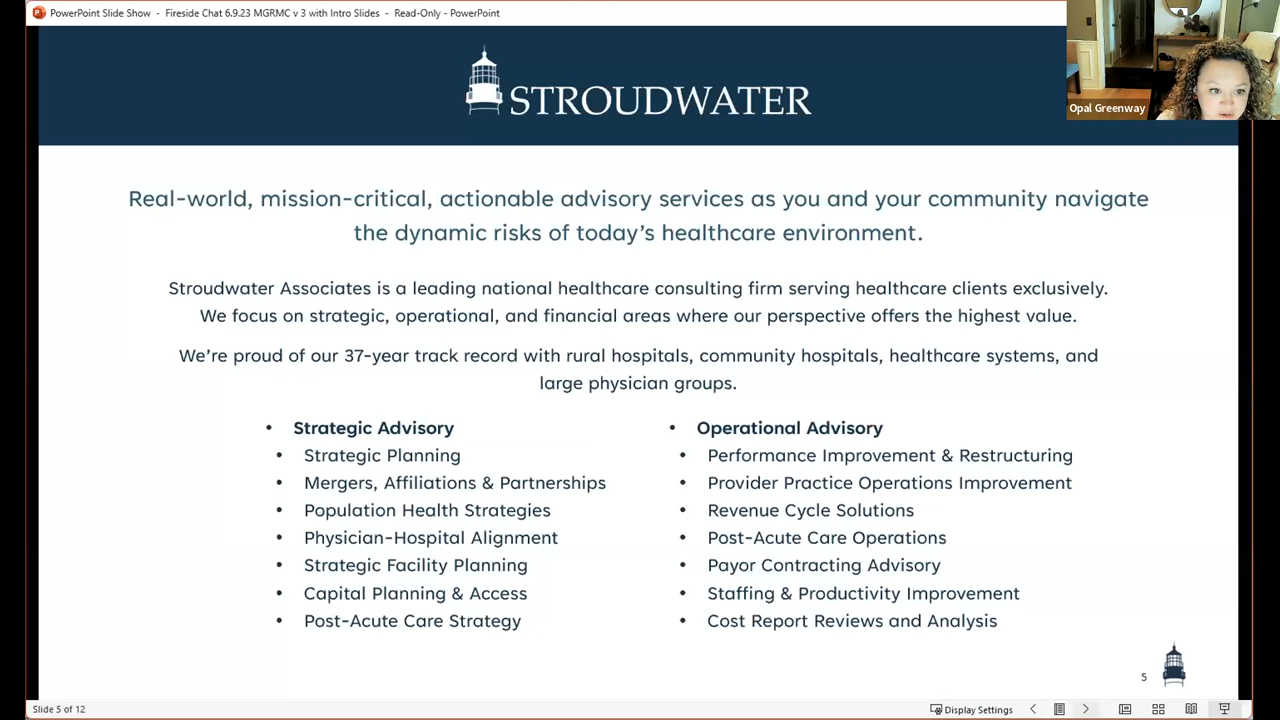 PowerPoint Slide Show - Fireside Chat 6.9.23 MGRMC v 3 with Intro Slides - Read-Only - PowerPoint
Opal Greenway
STROUDWATER
Real-world, mission-critical, actionable advisory services as you and your community navigate
the dynamic risks of today's healthcare environment.
Stroudwater Associates is a leading national healthcare consulting firm serving healthcare clients exclusively.
We focus on strategic, operational, and financial areas where our perspective offers the highest value.
We're proud of our 37-year track record with rural hospitals, community hospitals, healthcare systems, and
large physician groups.
• Strategic Advisory
• Strategic Planning
• Mergers, Affiliations & Partnerships
• Population Health Strategies
• Physician-Hospital Alignment
• Strategic Facility Planning
• Capital Planning & Access
• Post-Acute Care Strategy
• Operational Advisory
• Performance Improvement & Restructuring
• Provider Practice Operations Improvement
• Revenue Cycle Solutions
• Post-Acute Care Operations
• Payor Contracting Advisory
• Staffing & Productivity Improvement
• Cost Report Reviews and Analysis
5
Slide 5 of 12
Display Settings